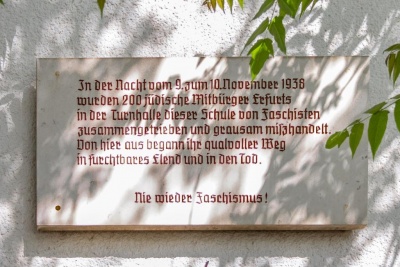 In der Nacht vom 9. zum 10. November 1938
wurden 200 jüdische Mitbürger Erfurts
in der Turnhalle dieser Schule von Faschisten
zusammengetrieben und grausam mißhandelt.
Von hier aus begann ihr qualvoller Weg
in furchtbares Elend und in den Tod.
Nie wieder Faschismus!